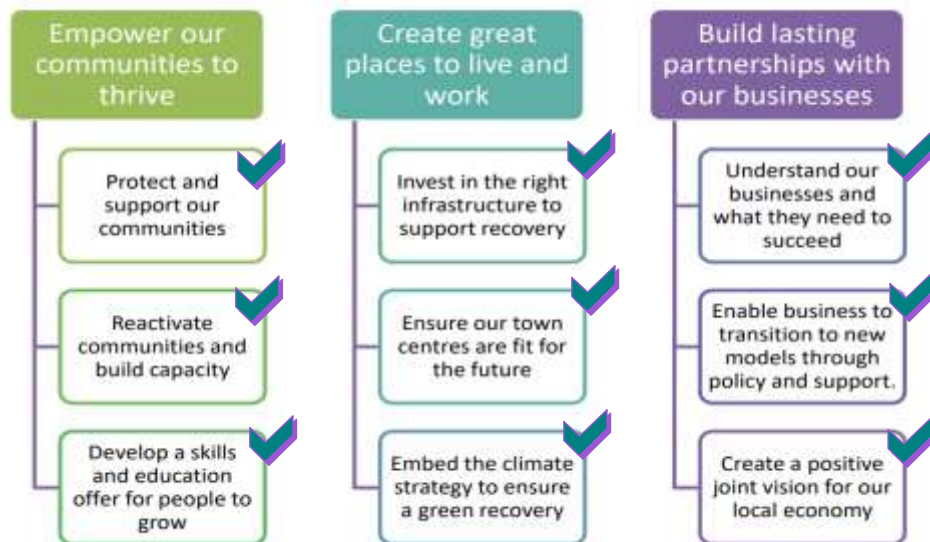 Empower our
communities to
thrive
Protect and
support our
communities
Reactivate
communities and
build capacity
Develop a skills
and education
offer for people to
grow
Create great
places to live and
work
Invest in the right
infrastructure to
support recovery
Ensure our town
centres are fit for
the future
Embed the climate
strategy to ensure
a green recovery
Build lasting
partnerships with
our businesses
Understand our
businesses and
what they need to
succeed
Enable business to
transition to new
models through
policy and support.
Create a positive
joint vision for our
local economy